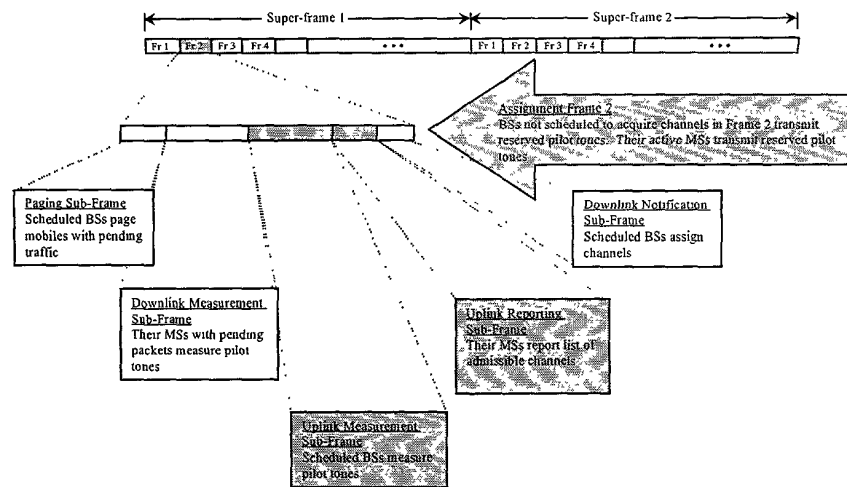 Super-frame 1
Super-frame 2
Fr 1 Fr 2 Fr 3 Fr 4 • • • Fr 1 Fr 2 Fr 3 Fr 4 • • •
Assignment Frame 2
BSs not scheduled to acquire channels in Frame 2 transmit
reserved pilot tones. Their active MSs transmit reserved pilot
tones
Paging Sub-Frame
Scheduled BSs page
mobiles with pending
traffic
Downlink Notification
Sub-Frame
Scheduled BSs assign
channels
Downlink Measurement
Sub-Frame
Their MSs with pending
packets measure pilot
tones
Uplink Reporting
Sub-Frame
Their MSs report list of
admissible channels
Uplink Measurement
Sub-Frame
Scheduled BSs measure
pilot tones